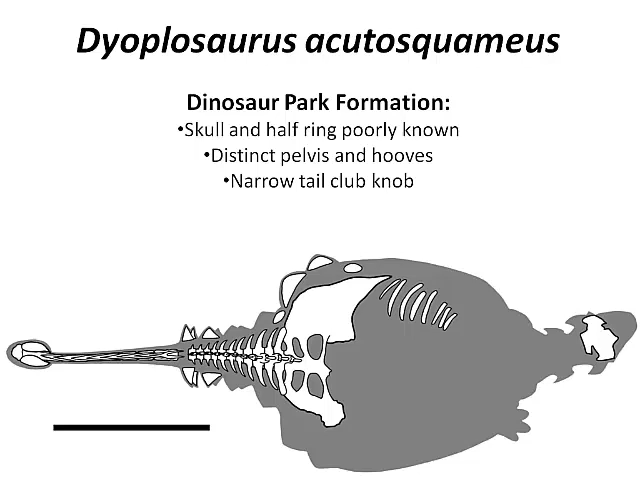 Dyoplosaurus acutosquameus
Dinosaur Park Formation:
•Skull and half ring poorly known
•Distinct pelvis and hooves
•Narrow tail club knob